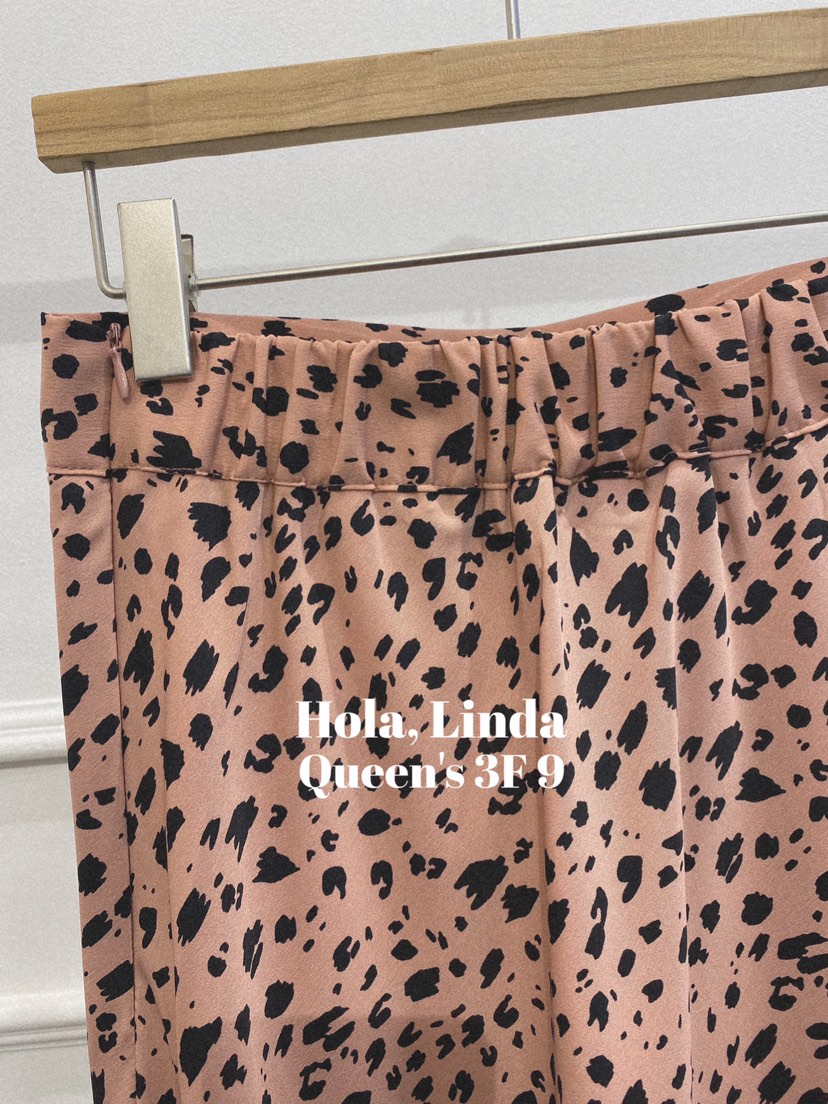 Hola, Linda
Queen's 3F 9